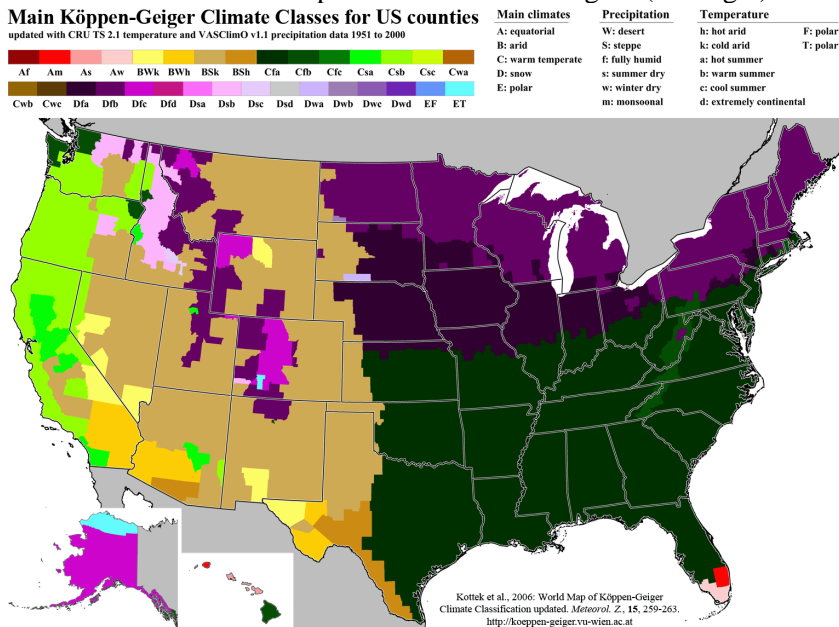 Main Köppen-Geiger Climate Classes for US counties
updated with CRU TS 2.1 temperature and VASClimO v1.1 precipitation data 1951 to 2000
Af Am As Aw BWk BWh BSk BSh Cfa Cfb Cfc Csa Csb Csc Cwa
Cwb Cwc Dfa Dfb Dfc Dfd Dsa Dsb Dsc Dsd Dwa Dwb Dwc Dwd EF ET
Main climates
A: equatorial
B: arid
C: warm temperate
D: snow
E: polar
Precipitation
W: desert
S: steppe
f: fully humid
s: summer dry
w: winter dry
m: monsoonal
Temperature
h: hot arid F: polar
k: cold arid T: polar
a: hot summer
b: warm summer
c: cool summer
d: extremely continental
Kottek et al., 2006: World Map of Köppen-Geiger
Climate Classification updated. Meteorol. Z., 15, 259-263.
http://koeppen-geiger.vu-wien.ac.at